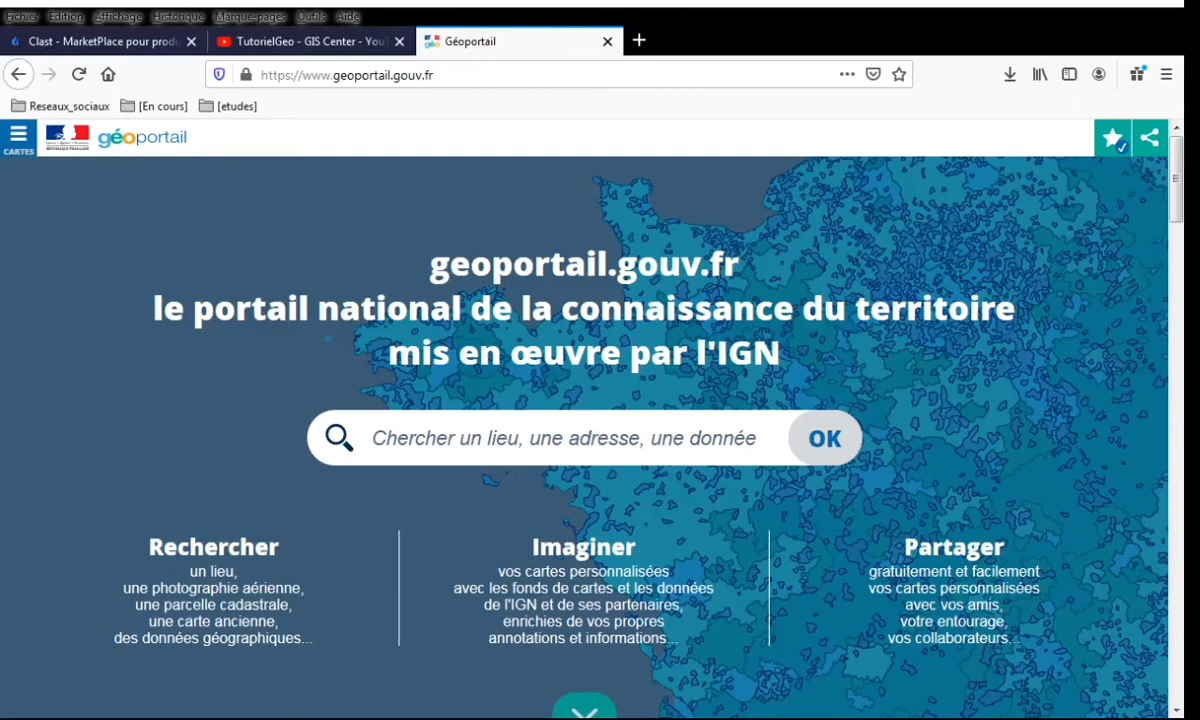 Fichier Edition Affichage Historique Marque-pages Outils Aide
Clast - MarketPlace pour produ
TutorielGeo - GIS Center - You
Géoportail
https://www.geoportail.gouv.fr
Reseaux_sociaux [En cours] [etudes]
CARTES
géoportail
geoportail.gouv.fr
le portail national de la connaissance du territoire
mis en œuvre par l'IGN
Chercher un lieu, une adresse, une donnée
OK
Rechercher
un lieu,
une photographie aérienne,
une parcelle cadastrale,
une carte ancienne,
des données géographiques...
Imaginer
vos cartes personnalisées
avec les fonds de cartes et les données
de l'IGN et de ses partenaires,
enrichies de vos propres
annotations et informations...
Partager
gratuitement et facilement
vos cartes personnalisées
avec vos amis,
votre entourage,
vos collaborateurs...